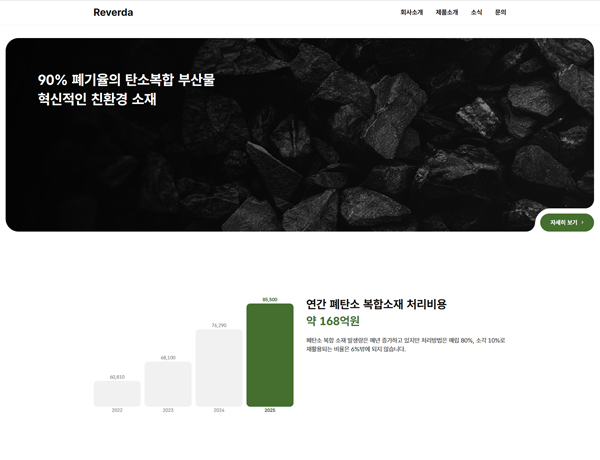 Reverda
회사소개 제품소개 소식 문의
90% 폐기율의 탄소복합 부산물
혁신적인 친환경 소재
자세히 보기 ›
연간 폐탄소 복합소재 처리비용
약 168억원
폐탄소 복합 소재 발생량은 매년 증가하고 있지만 처리방법은 매립 80%, 소각 10%로
재활용되는 비율은 6%밖에 되지 않습니다.
60,810
68,100
76,290
85,500
2022
2023
2024
2025